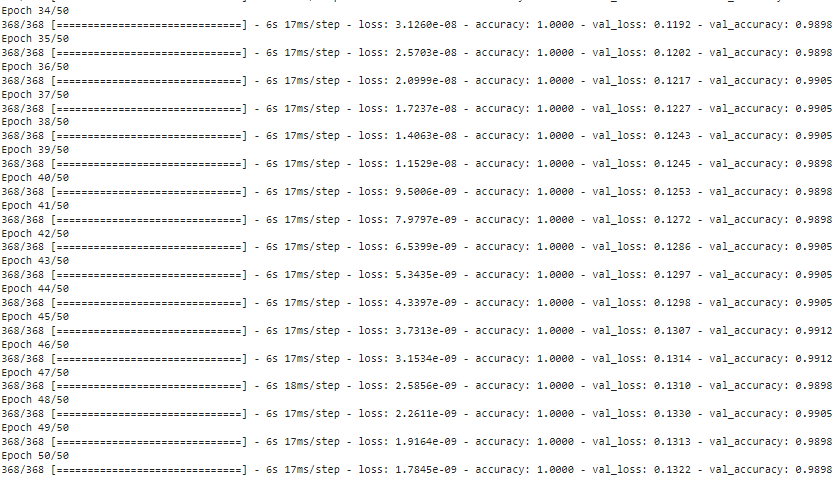 Epoch 34/50
368/368 [==============================] - 6s 17ms/step - loss: 3.1260e-08 - accuracy: 1.0000 - val_loss: 0.1192 - val_accuracy: 0.9898
Epoch 35/50
368/368 [==============================] - 6s 17ms/step - loss: 2.5703e-08 - accuracy: 1.0000 - val_loss: 0.1202 - val_accuracy: 0.9898
Epoch 36/50
368/368 [==============================] - 6s 17ms/step - loss: 2.0999e-08 - accuracy: 1.0000 - val_loss: 0.1217 - val_accuracy: 0.9905
Epoch 37/50
368/368 [==============================] - 6s 17ms/step - loss: 1.7237e-08 - accuracy: 1.0000 - val_loss: 0.1227 - val_accuracy: 0.9905
Epoch 38/50
368/368 [==============================] - 6s 17ms/step - loss: 1.4063e-08 - accuracy: 1.0000 - val_loss: 0.1243 - val_accuracy: 0.9905
Epoch 39/50
368/368 [==============================] - 6s 17ms/step - loss: 1.1529e-08 - accuracy: 1.0000 - val_loss: 0.1245 - val_accuracy: 0.9898
Epoch 40/50
368/368 [==============================] - 6s 17ms/step - loss: 9.5006e-09 - accuracy: 1.0000 - val_loss: 0.1253 - val_accuracy: 0.9898
Epoch 41/50
368/368 [==============================] - 6s 17ms/step - loss: 7.9797e-09 - accuracy: 1.0000 - val_loss: 0.1272 - val_accuracy: 0.9898
Epoch 42/50
368/368 [==============================] - 6s 17ms/step - loss: 6.5399e-09 - accuracy: 1.0000 - val_loss: 0.1286 - val_accuracy: 0.9905
Epoch 43/50
368/368 [==============================] - 6s 17ms/step - loss: 5.3435e-09 - accuracy: 1.0000 - val_loss: 0.1297 - val_accuracy: 0.9905
Epoch 44/50
368/368 [==============================] - 6s 17ms/step - loss: 4.3397e-09 - accuracy: 1.0000 - val_loss: 0.1298 - val_accuracy: 0.9905
Epoch 45/50
368/368 [==============================] - 6s 17ms/step - loss: 3.7313e-09 - accuracy: 1.0000 - val_loss: 0.1307 - val_accuracy: 0.9912
Epoch 46/50
368/368 [==============================] - 6s 17ms/step - loss: 3.1534e-09 - accuracy: 1.0000 - val_loss: 0.1314 - val_accuracy: 0.9912
Epoch 47/50
368/368 [==============================] - 6s 18ms/step - loss: 2.5856e-09 - accuracy: 1.0000 - val_loss: 0.1310 - val_accuracy: 0.9898
Epoch 48/50
368/368 [==============================] - 6s 17ms/step - loss: 2.2611e-09 - accuracy: 1.0000 - val_loss: 0.1330 - val_accuracy: 0.9905
Epoch 49/50
368/368 [==============================] - 6s 17ms/step - loss: 1.9164e-09 - accuracy: 1.0000 - val_loss: 0.1313 - val_accuracy: 0.9898
Epoch 50/50
368/368 [==============================] - 6s 17ms/step - loss: 1.7845e-09 - accuracy: 1.0000 - val_loss: 0.1322 - val_accuracy: 0.9898